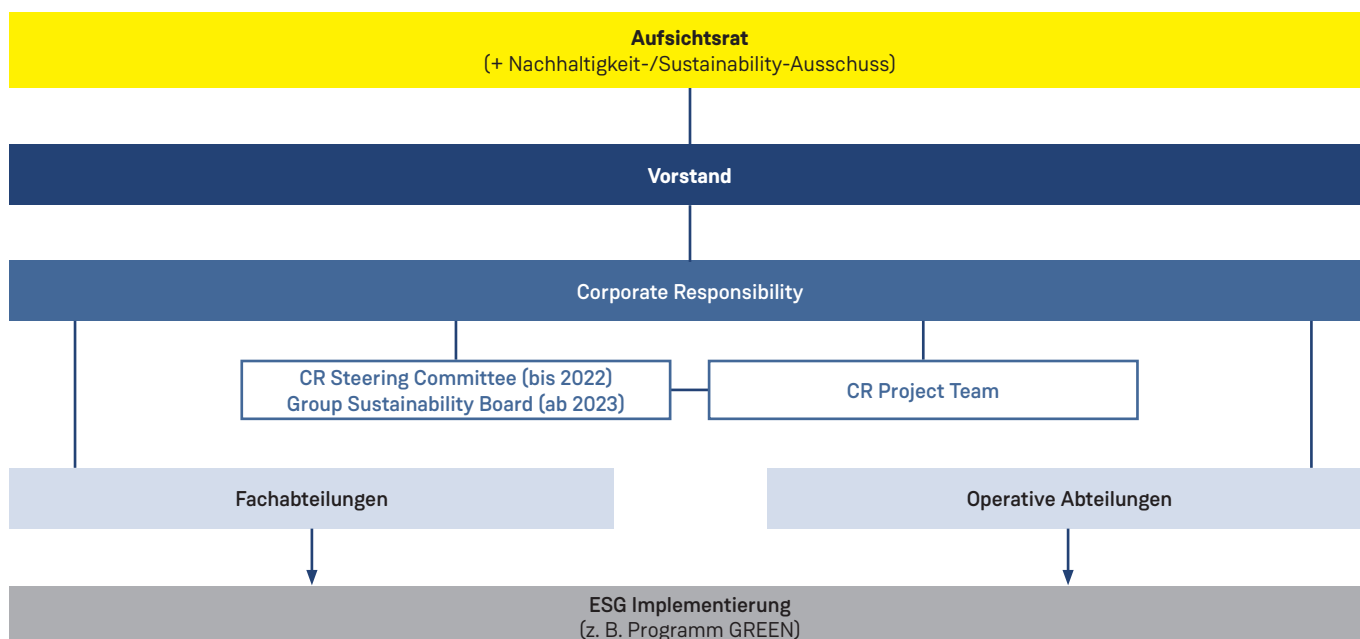 Aufsichtsrat
(+ Nachhaltigkeit-/Sustainability-Ausschuss)
Vorstand
Corporate Responsibility
CR Steering Committee (bis 2022)
Group Sustainability Board (ab 2023)
CR Project Team
Fachabteilungen
Operative Abteilungen
ESG Implementierung
(z. B. Programm GREEN)